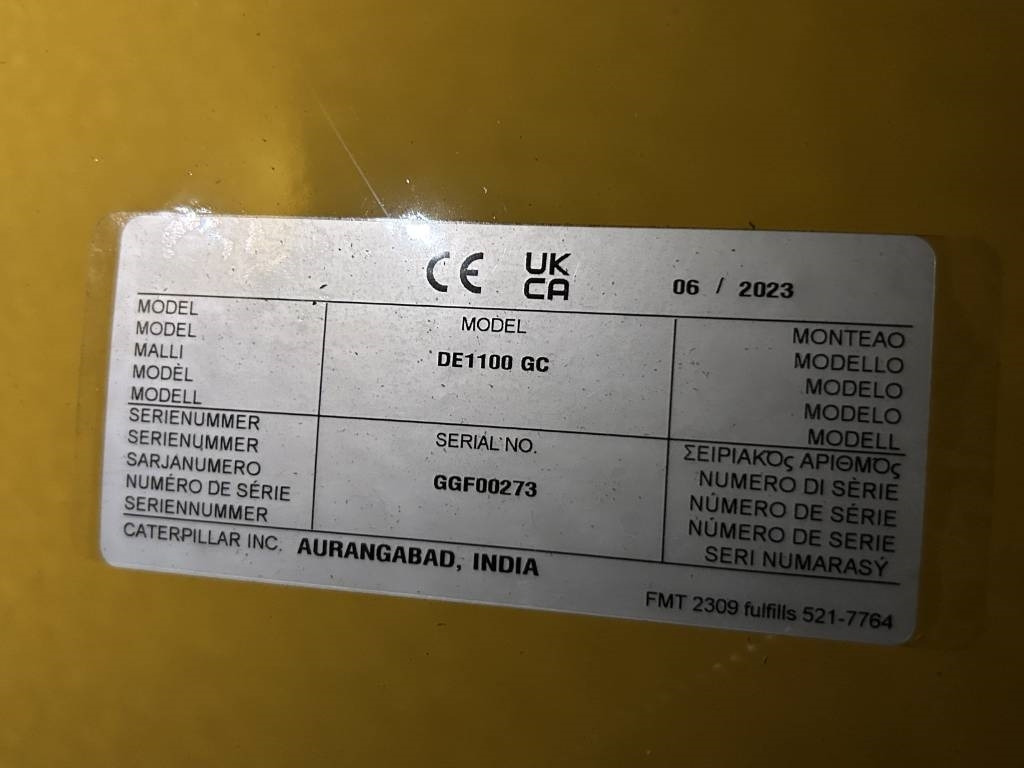 CE UK CA 06 / 2023
MODEL
MODEL
MALLI
MODÈL
MODELL
MODEL
DE1100 GC
MONTEAO
MODELLO
MODELO
MODELO
MODELL
SERIENUMMER
SERIENUMMER
SARJANUMERO
NUMÉRO DE SÉRIE
SERIENNUMMER
SERIAL NO.
GGF00273
ΣΕΙΡΙΑΚΌς ΑΡΙΘΜΌς
NUMERO DI SÈRIE
NÚMERO DE SÉRIE
NÚMERO DE SERIE
SERI NUMARASÝ
CATERPILLAR INC. AURANGABAD, INDIA
FMT 2309 fulfills 521-7764